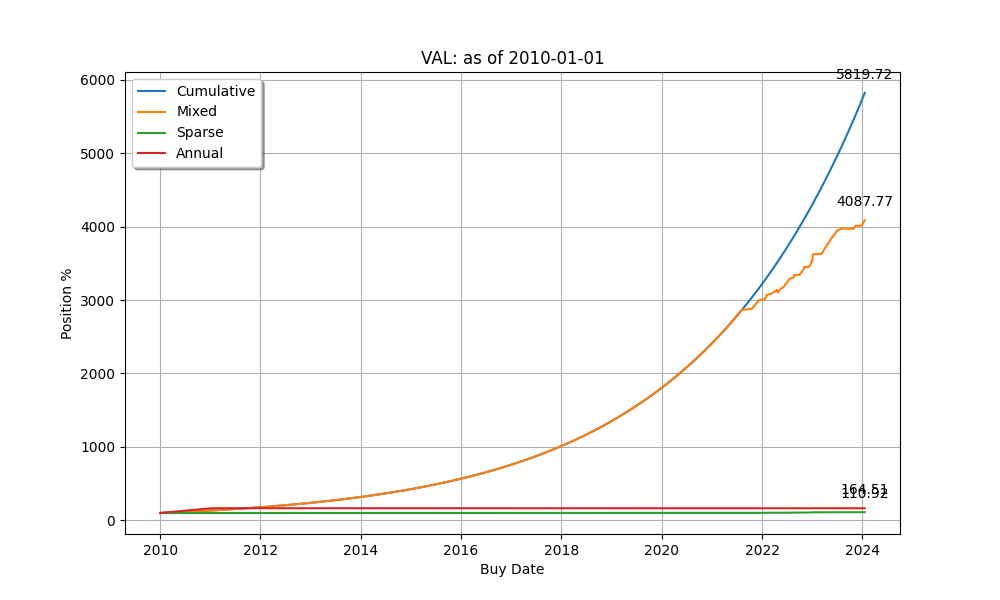 VAL: as of 2010-01-01
Cumulative
Mixed
Sparse
Annual
5819.72
4087.77
164.51
110.92
6000
5000
4000
3000
2000
1000
0
Position %
2010 2012 2014 2016 2018 2020 2022 2024
Buy Date